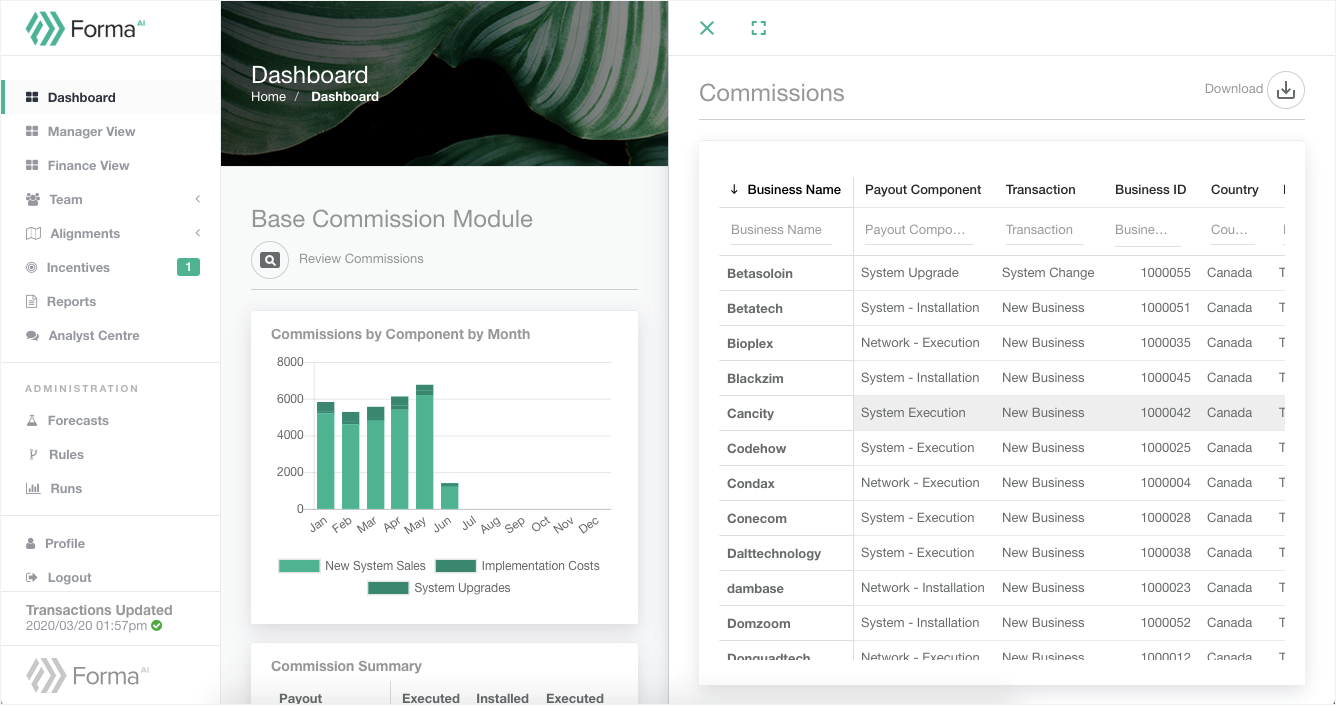 Forma AI
Dashboard
Manager View
Finance View
Team
Alignments
Incentives 1
Reports
Analyst Centre
ADMINISTRATION
Forecasts
Rules
Runs
Profile
Logout
Transactions Updated
2020/03/20 01:57pm
Forma AI
Dashboard
Home / Dashboard
Base Commission Module
Review Commissions
Commissions by Component by Month
8000
6000
4000
2000
0
Jan Feb Mar Apr May Jun Jul Aug Sep Oct Nov Dec
New System Sales Implementation Costs
System Upgrades
Commission Summary
Payout Executed Installed Executed
Commissions
Download
Business Name Payout Component Transaction Business ID Country
Business Name Payout Compo... Transaction Busine... Cou...
Betasoloin System Upgrade System Change 1000055 Canada T
Betatech System - Installation New Business 1000051 Canada T
Bioplex Network - Execution New Business 1000035 Canada T
Blackzim System - Installation New Business 1000045 Canada T
Cancity System Execution New Business 1000042 Canada T
Codehow System - Execution New Business 1000025 Canada T
Condax Network - Execution New Business 1000004 Canada T
Conecom System - Execution New Business 1000028 Canada T
Dalttechnology System - Execution New Business 1000038 Canada T
dambase Network - Installation New Business 1000023 Canada T
Domzoom System - Installation New Business 1000052 Canada T
Donquadtech Network - Execution New Business 1000012 Canada T